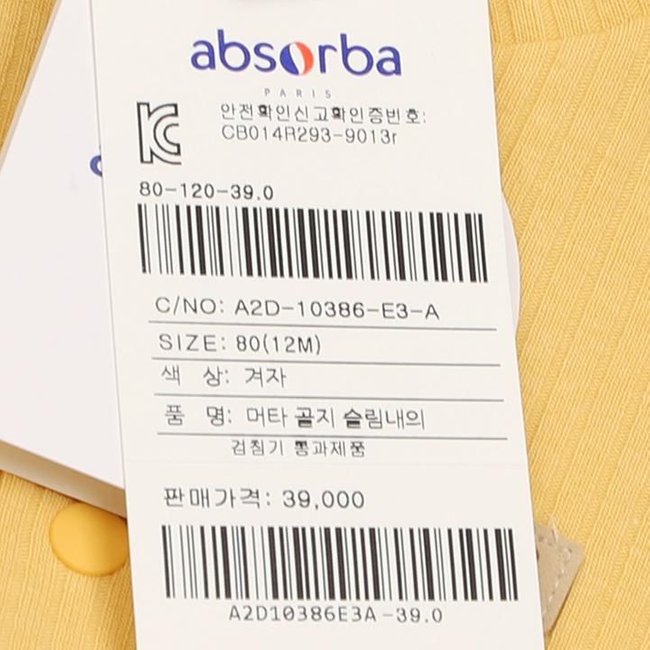 absorba
PARIS
안전확인신고확인증번호:
CB014R293-9013r
80-120-39.0
C/NO: A2D-10386-E3-A
SIZE: 80(12M)
색 상: 겨자
품 명: 머타 골지 슬림내의
검침기 통과제품
판매가격: 39,000
A2D10386E3A-39.0